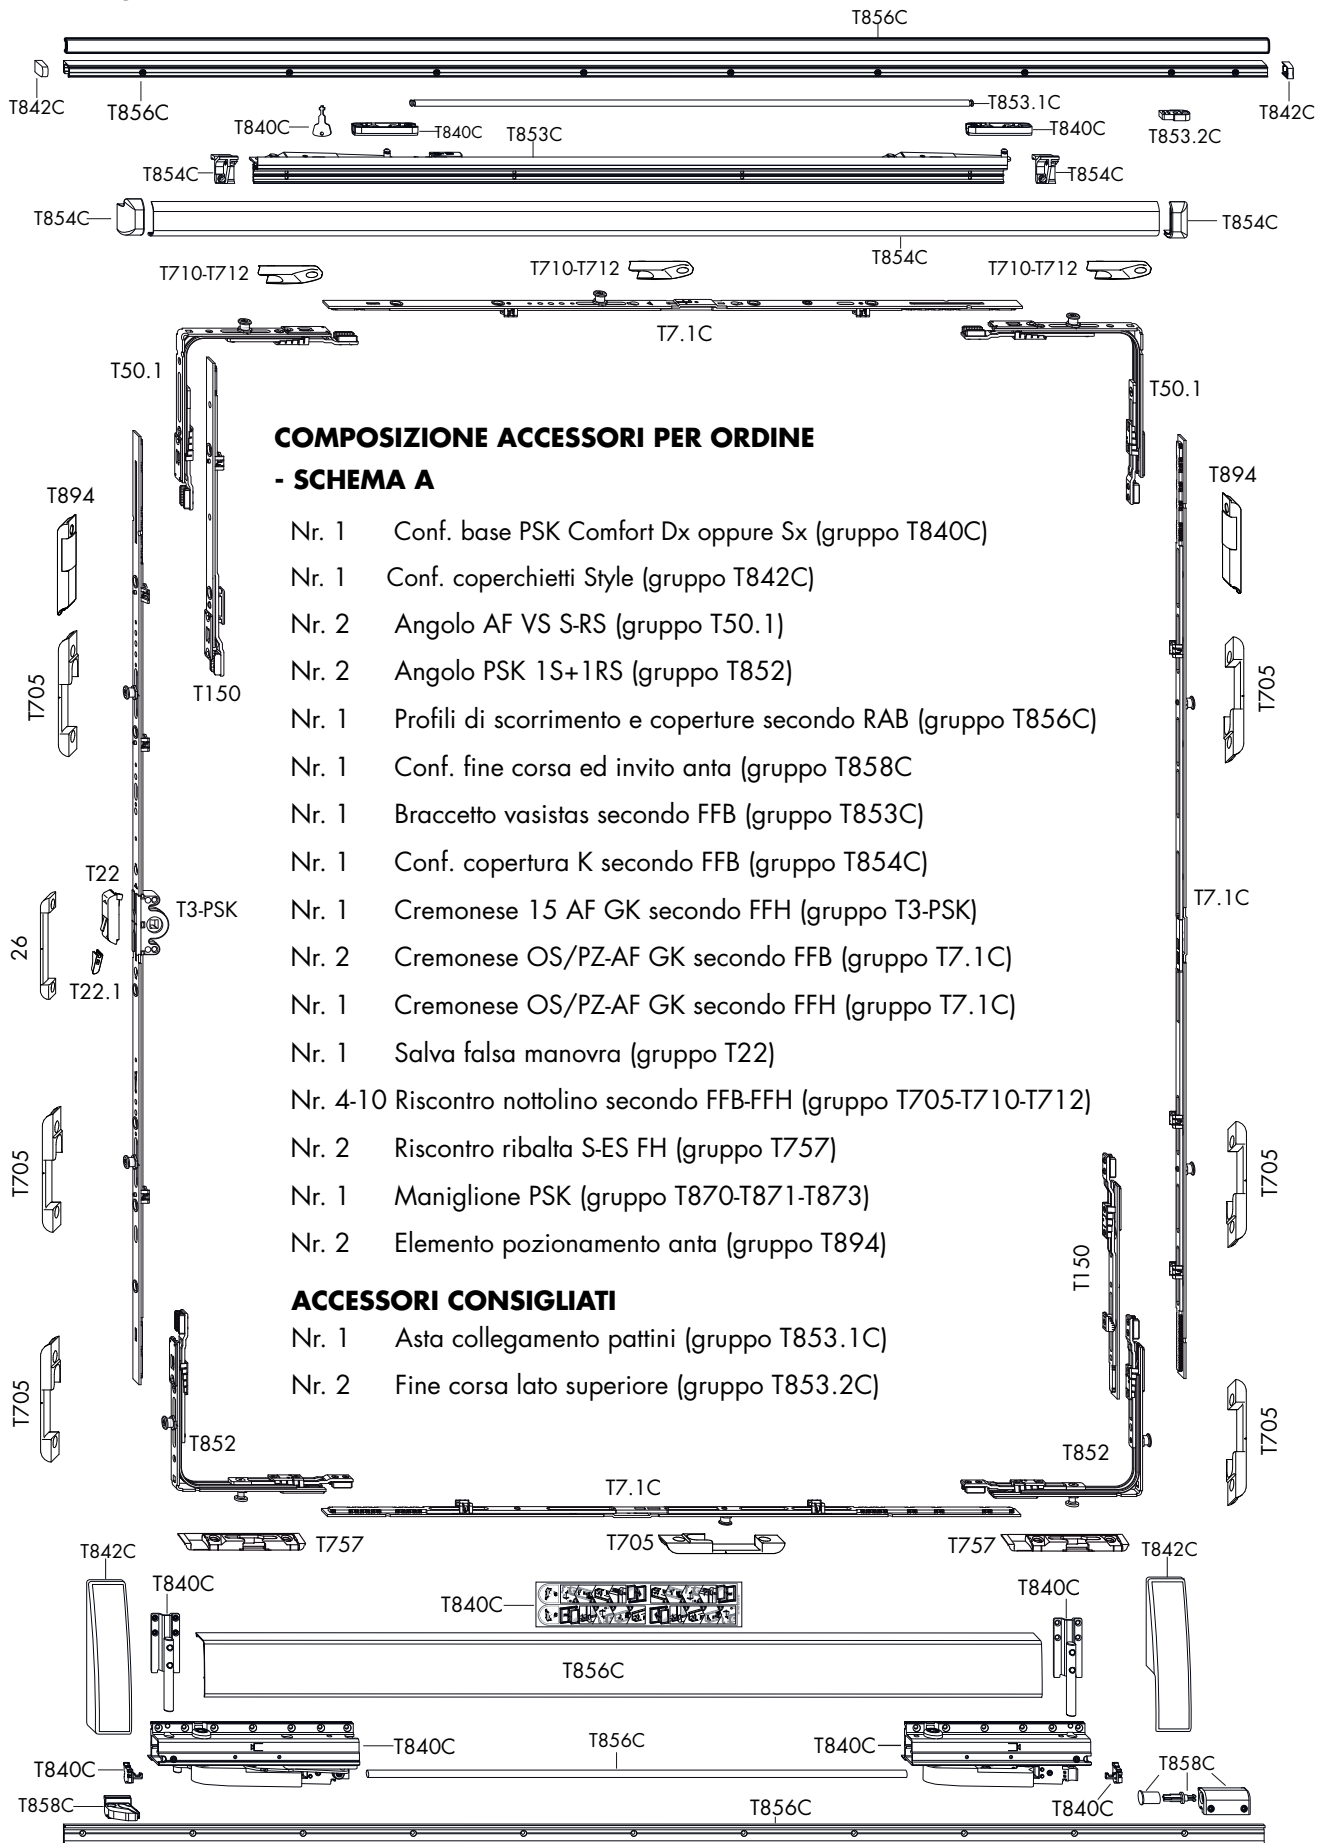 T856C
T842C
T856C
T842C
T853.1C
T840C
T840C
T853C
T840C
T853.2C
T854C
T854C
T854C
T854C
T854C
T710-T712
T710-T712
T710-T712
T7.1C
T50.1
T50.1
COMPOSIZIONE ACCESSORI PER ORDINE
- SCHEMA A
T894
T894
Nr. 1 Conf. base PSK Comfort Dx oppure Sx (gruppo T840C)
Nr. 1 Conf. coperchietti Style (gruppo T842C)
Nr. 2 Angolo AF VS S-RS (gruppo T50.1)
Nr. 2 Angolo PSK 1S+1RS (gruppo T852)
T705
T150
T705
Nr. 1 Profili di scorrimento e coperture secondo RAB (gruppo T856C)
Nr. 1 Conf. fine corsa ed invito anta (gruppo T858C
Nr. 1 Braccetto vasistas secondo FFB (gruppo T853C)
Nr. 1 Conf. copertura K secondo FFB (gruppo T854C)
T22
T3-PSK
T7.1C
Nr. 1 Cremonese 15 AF GK secondo FFH (gruppo T3-PSK)
26
Nr. 2 Cremonese OS/PZ-AF GK secondo FFB (gruppo T7.1C)
T22.1
Nr. 1 Cremonese OS/PZ-AF GK secondo FFH (gruppo T7.1C)
Nr. 1 Salva falsa manovra (gruppo T22)
Nr. 4-10 Riscontro nottolino secondo FFB-FFH (gruppo T705-T710-T712)
Nr. 2 Riscontro ribalta S-ES FH (gruppo T757)
T705
T705
Nr. 1 Maniglione PSK (gruppo T870-T871-T873)
Nr. 2 Elemento pozionamento anta (gruppo T894)
T150
ACCESSORI CONSIGLIATI
Nr. 1 Asta collegamento pattini (gruppo T853.1C)
Nr. 2 Fine corsa lato superiore (gruppo T853.2C)
T705
T705
T852
T852
T7.1C
T757
T705
T757
T842C
T842C
T840C
T840C
T840C
T856C
T840C
T856C
T840C
T840C
T858C
T858C
T856C
T840C